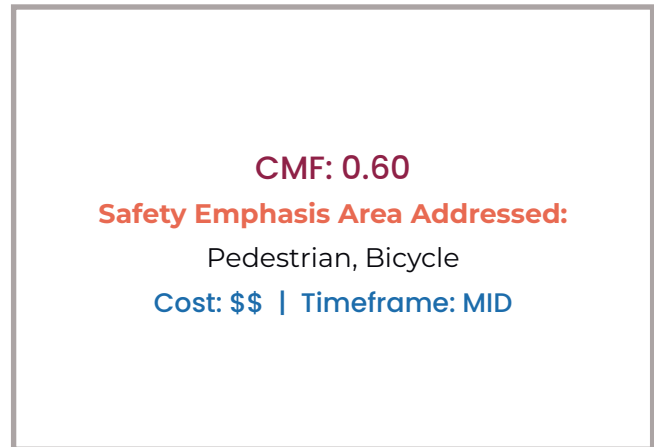 CMF: 0.60
Safety Emphasis Area Addressed:
Pedestrian, Bicycle
Cost: $$ | Timeframe: MID